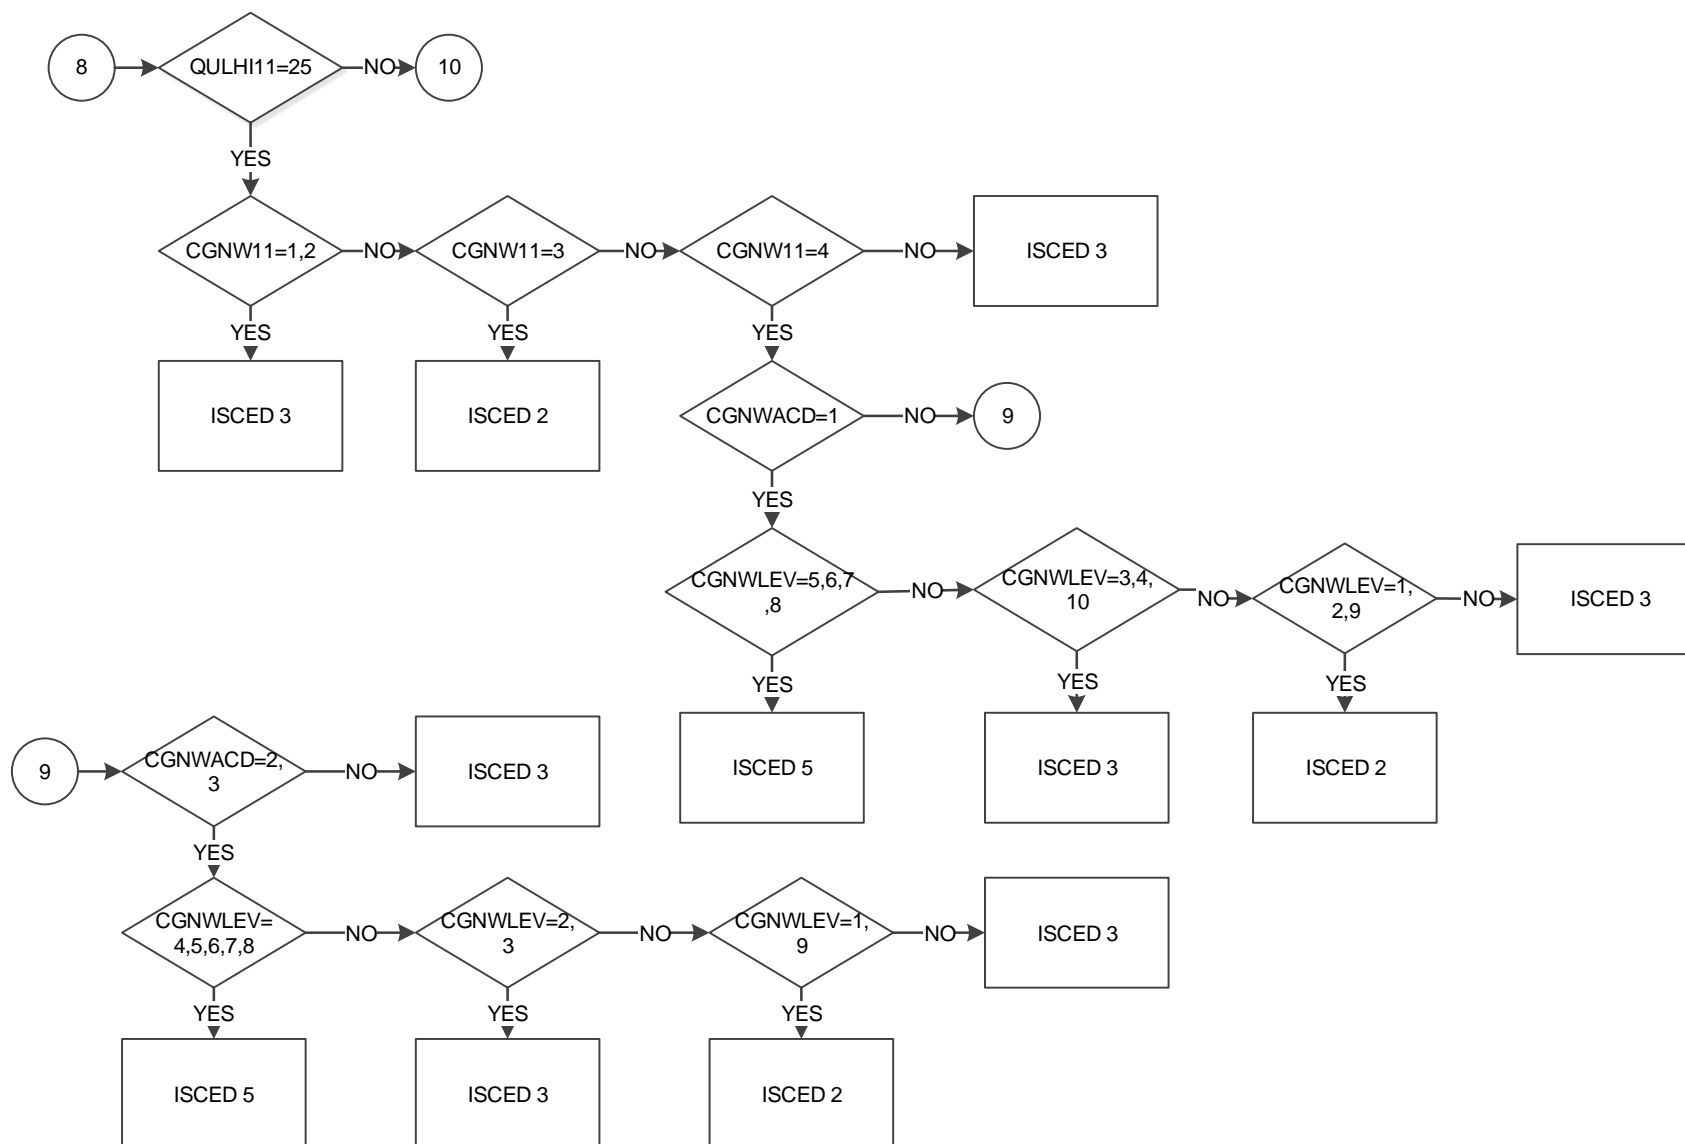 8
QULHI11=25
NO
10
YES
CGNW11=1,2
NO
CGNW11=3
NO
CGNW11=4
NO
ISCED 3
YES
YES
YES
ISCED 3
ISCED 2
CGNWACD=1
NO
9
YES
CGNWLEV=5,6,7
,8
NO
CGNWLEV=3,4,
10
NO
CGNWLEV=1,
2,9
NO
ISCED 3
YES
YES
YES
ISCED 5
ISCED 3
ISCED 2
9
CGNWACD=2,
3
NO
ISCED 3
YES
CGNWLEV=
4,5,6,7,8
NO
CGNWLEV=2,
3
NO
CGNWLEV=1,
9
NO
ISCED 3
YES
YES
YES
ISCED 5
ISCED 3
ISCED 2